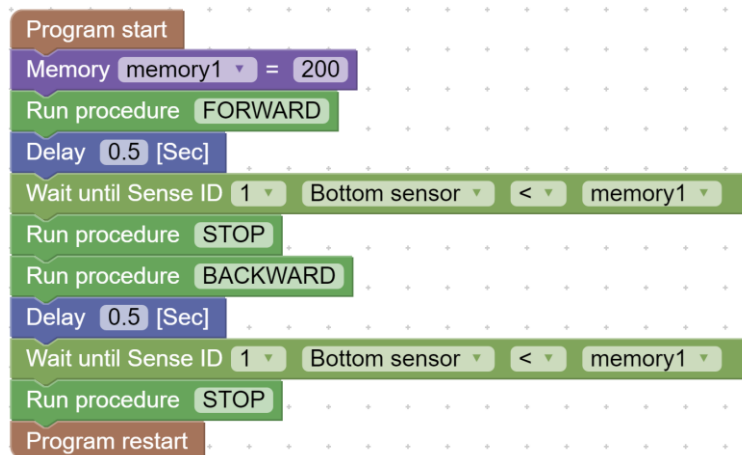 Program start
Memory memory1 = 200
Run procedure FORWARD
Delay 0.5 [Sec]
Wait until Sense ID 1 Bottom sensor < memory1
Run procedure STOP
Run procedure BACKWARD
Delay 0.5 [Sec]
Wait until Sense ID 1 Bottom sensor < memory1
Run procedure STOP
Program restart